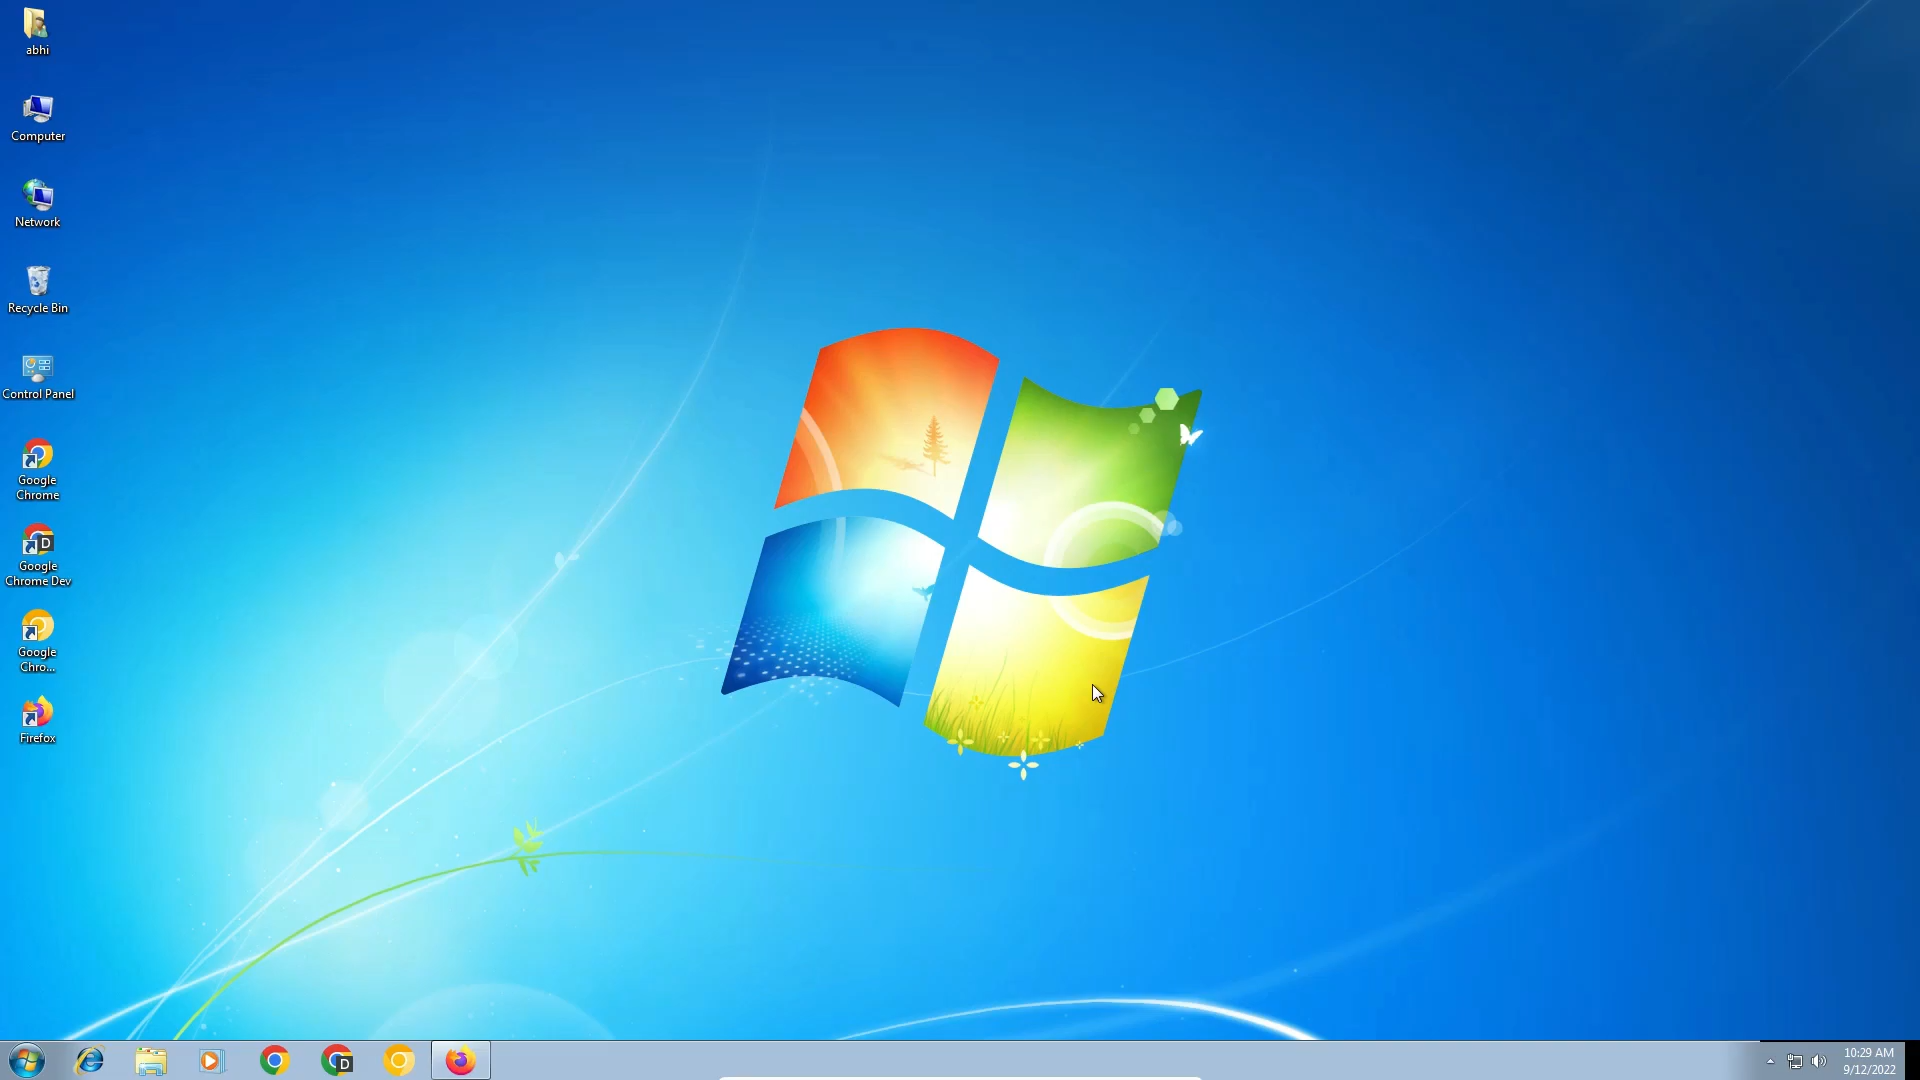 abhi
Computer
Network
Recycle Bin
Control Panel
Google
Chrome
D
Google
Chrome Dev
Google
Chro...
Firefox
D
10:29 AM
9/12/2022